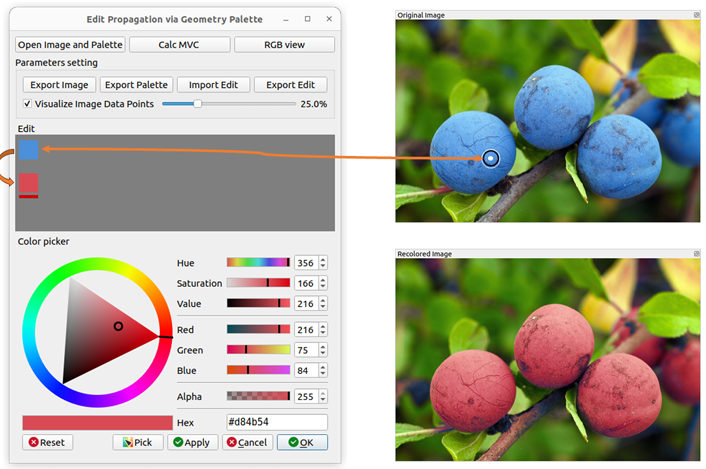 Edit Propagation via Geometry Palette
Open Image and Palette Calc MVC RGB view
Parameters setting
Export Image Export Palette Import Edit Export Edit
Visualize Image Data Points 25.0%
Edit
Color picker
Hue 356
Saturation 166
Value 216
Red 216
Green 75
Blue 84
Alpha 255
Hex #d84b54
Reset Pick Apply Cancel OK
Original Image
Recolored Image